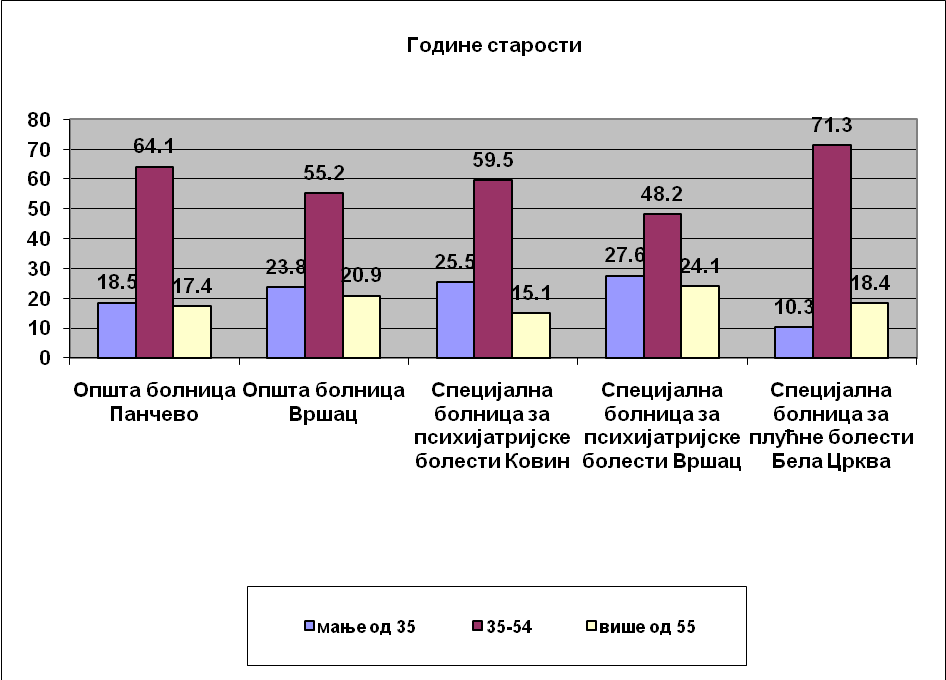 Године старости
80
70
60
50
40
30
20
10
0
18.5
64.1
17.4
23.8
55.2
20.9
25.5
59.5
15.1
27.6
48.2
24.1
10.3
71.3
18.4
Општа болница
Панчево
Општа болница
Вршац
Специјална
болница за
психијатријске
болести Ковин
Специјална
болница за
психијатријске
болести Вршац
Специјална
болница за
плућне болести
Бела Црква
мање од 35
35-54
више од 55